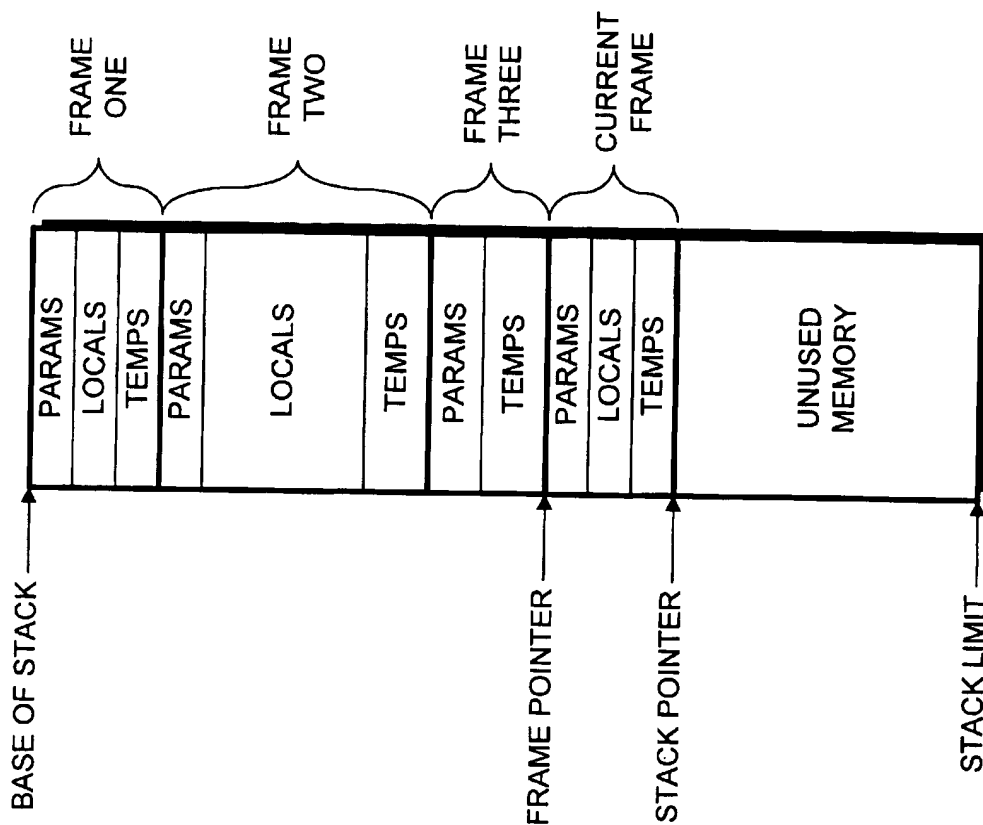 FRAME
ONE
FRAME
TWO
FRAME
THREE
CURRENT
FRAME
PARAMS
LOCALS
TEMPS
PARAMS
LOCALS
TEMPS
PARAMS
TEMPS
PARAMS
LOCALS
TEMPS
UNUSED
MEMORY
BASE OF STACK
FRAME POINTER
STACK POINTER
STACK LIMIT